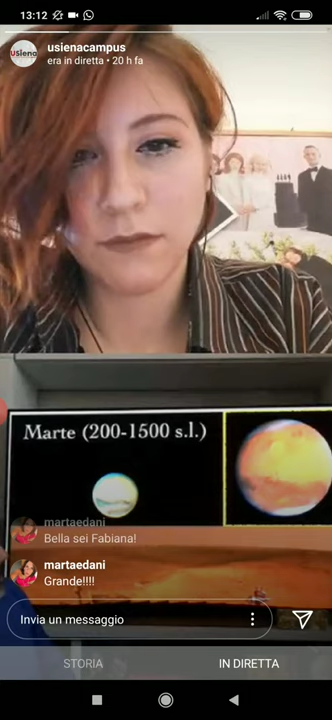 13:12
USiena
usienacampus
era in diretta • 20 h fa
Marte (200-1500 s.l.)
martaedani
Bella sei Fabiana!
martaedani
Grande!!!!
Invia un messaggio
STORIA
IN DIRETTA